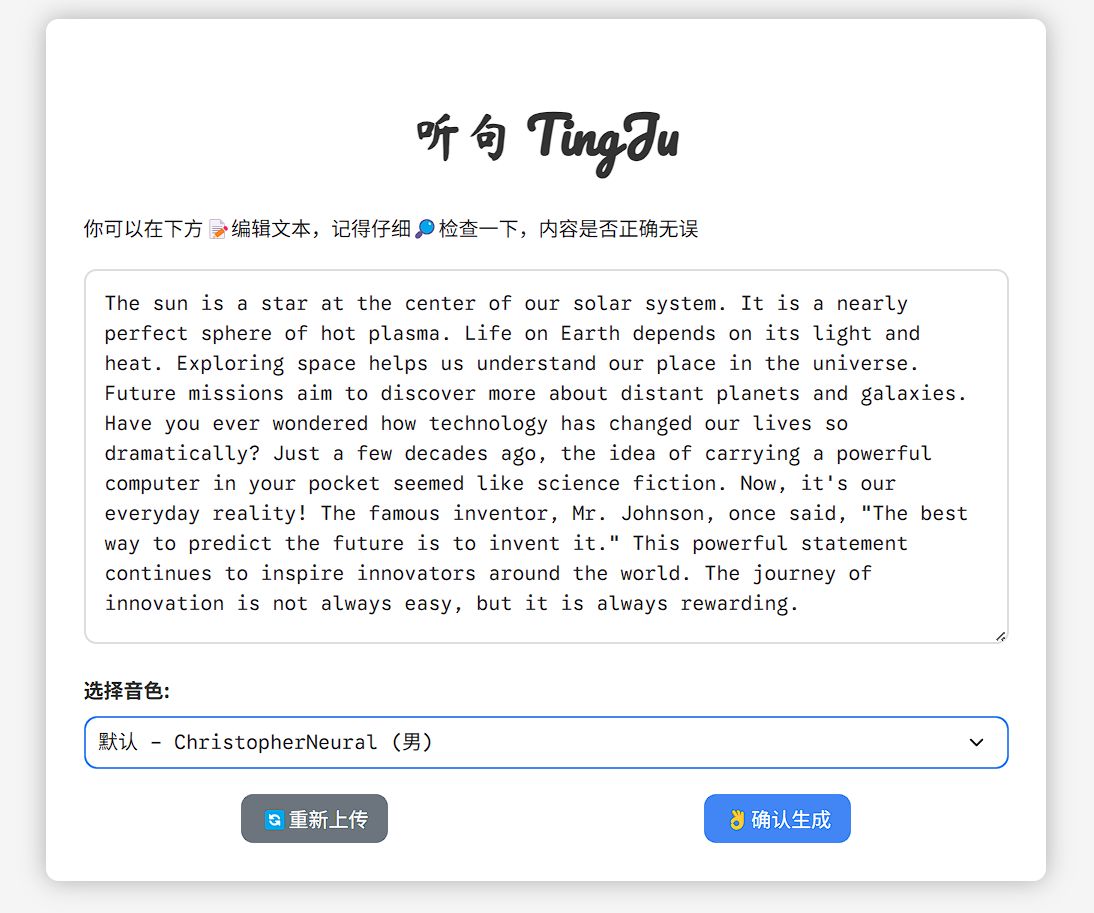 听句 TingJu
你可以在下方📝编辑文本，记得仔细🔎检查一下，内容是否正确无误
The sun is a star at the center of our solar system. It is a nearly
perfect sphere of hot plasma. Life on Earth depends on its light and
heat. Exploring space helps us understand our place in the universe.
Future missions aim to discover more about distant planets and galaxies.
Have you ever wondered how technology has changed our lives so
dramatically? Just a few decades ago, the idea of carrying a powerful
computer in your pocket seemed like science fiction. Now, it's our
everyday reality! The famous inventor, Mr. Johnson, once said, "The best
way to predict the future is to invent it." This powerful statement
continues to inspire innovators around the world. The journey of
innovation is not always easy, but it is always rewarding.
选择音色:
默认 - ChristopherNeural (男)
🔄重新上传
👌确认生成